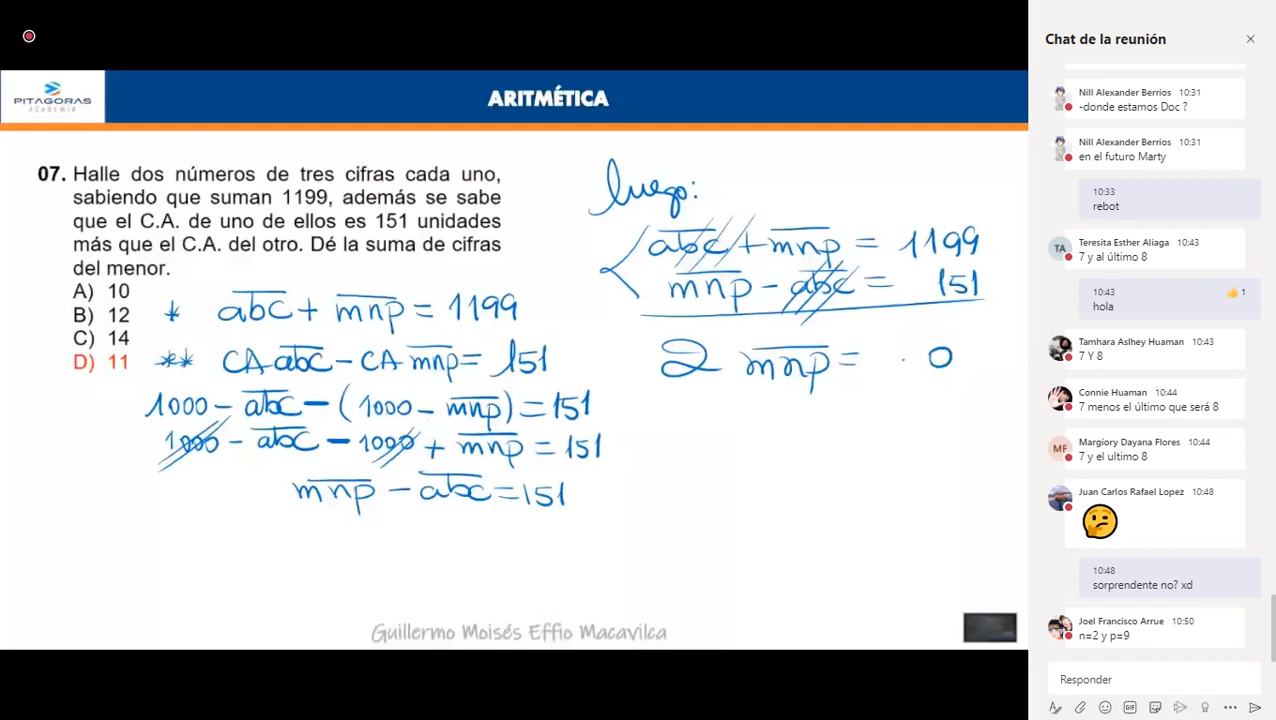 PITAGORAS
ACADEMIA
ARITMÉTICA
07. Halle dos números de tres cifras cada uno,
sabiendo que suman 1199, además se sabe
que el C.A. de uno de ellos es 151 unidades
más que el C.A. del otro. Dé la suma de cifras
del menor.
A) 10
B) 12
C) 14
D) 11
* abc + mnp = 1199
** CA abc - CA mnp = 151
1000 - abc - (1000 - mnp) = 151
1000 - abc - 1000 + mnp = 151
mnp - abc = 151
luego:
abc + mnp = 1199
mnp - abc = 151
2 mnp = . 0
Guillermo Moisés Effio Macavilca
Chat de la reunión
Nill Alexander Berrios 10:31
-donde estamos Doc ?
Nill Alexander Berrios 10:31
en el futuro Marty
10:33
rebot
TA
Teresita Esther Aliaga 10:43
7 y al último 8
10:43
1
hola
Tamhara Aslhey Huaman 10:43
7 Y 8
Connie Huaman 10:44
7 menos el último que será 8
MF
Margiory Dayana Flores 10:44
7 y el ultimo 8
Juan Carlos Rafael Lopez 10:48
10:48
sorprendente no? xd
Joel Francisco Arrue 10:50
n=2 y p=9
Responder